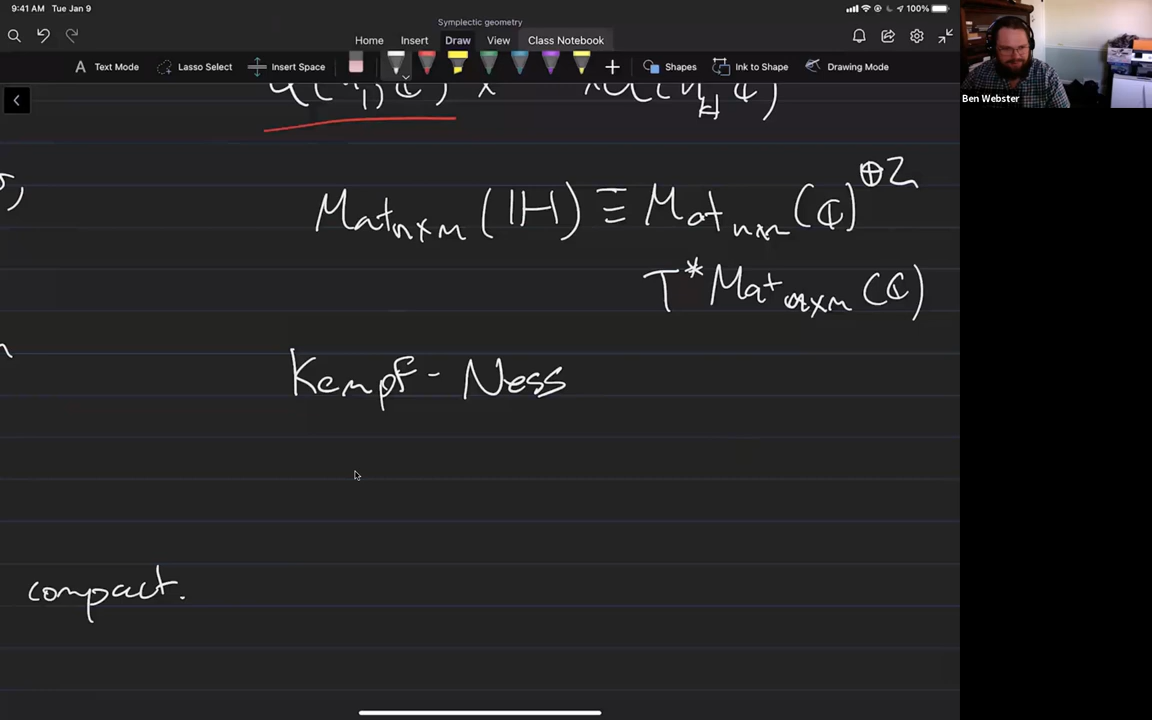 9:41 AM Tue Jan 9
100%
Symplectic geometry
Home Insert Draw View Class Notebook
Text Mode Lasso Select Insert Space Shapes Ink to Shape Drawing Mode
Ben Webster
Mat_{n×m}(ℍ) ≡ Mat_{n×m}(ℂ)^{⊕2}
T*Mat_{n×m}(ℂ)
Kempf - Ness
compact.